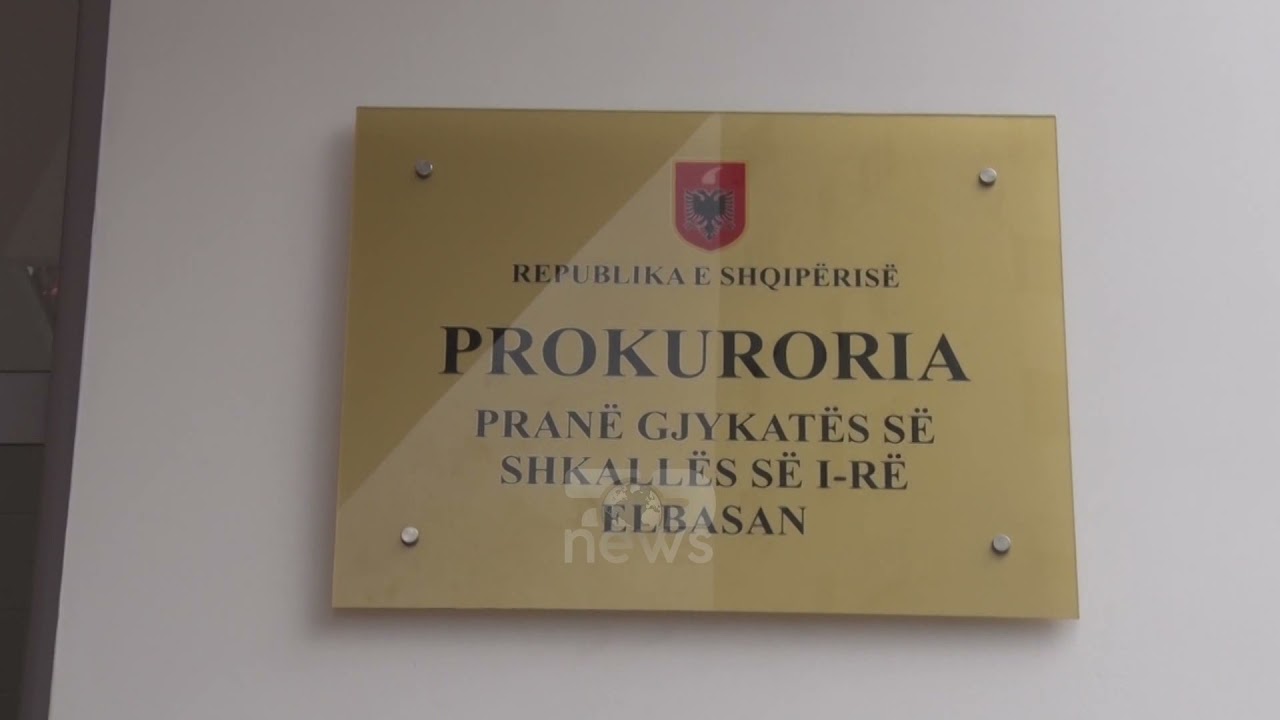 REPUBLIKA E SHQIPËRISË
PROKURORIA
PRANË GJYKATËS SË
SHKALLËS SË I-RË
ELBASAN
news